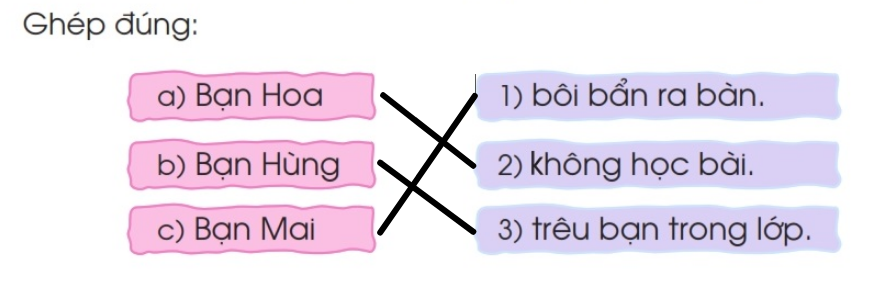 Ghép đúng:
a) Bạn Hoa
1) bôi bẩn ra bàn.
b) Bạn Hùng
2) không học bài.
c) Bạn Mai
3) trêu bạn trong lớp.